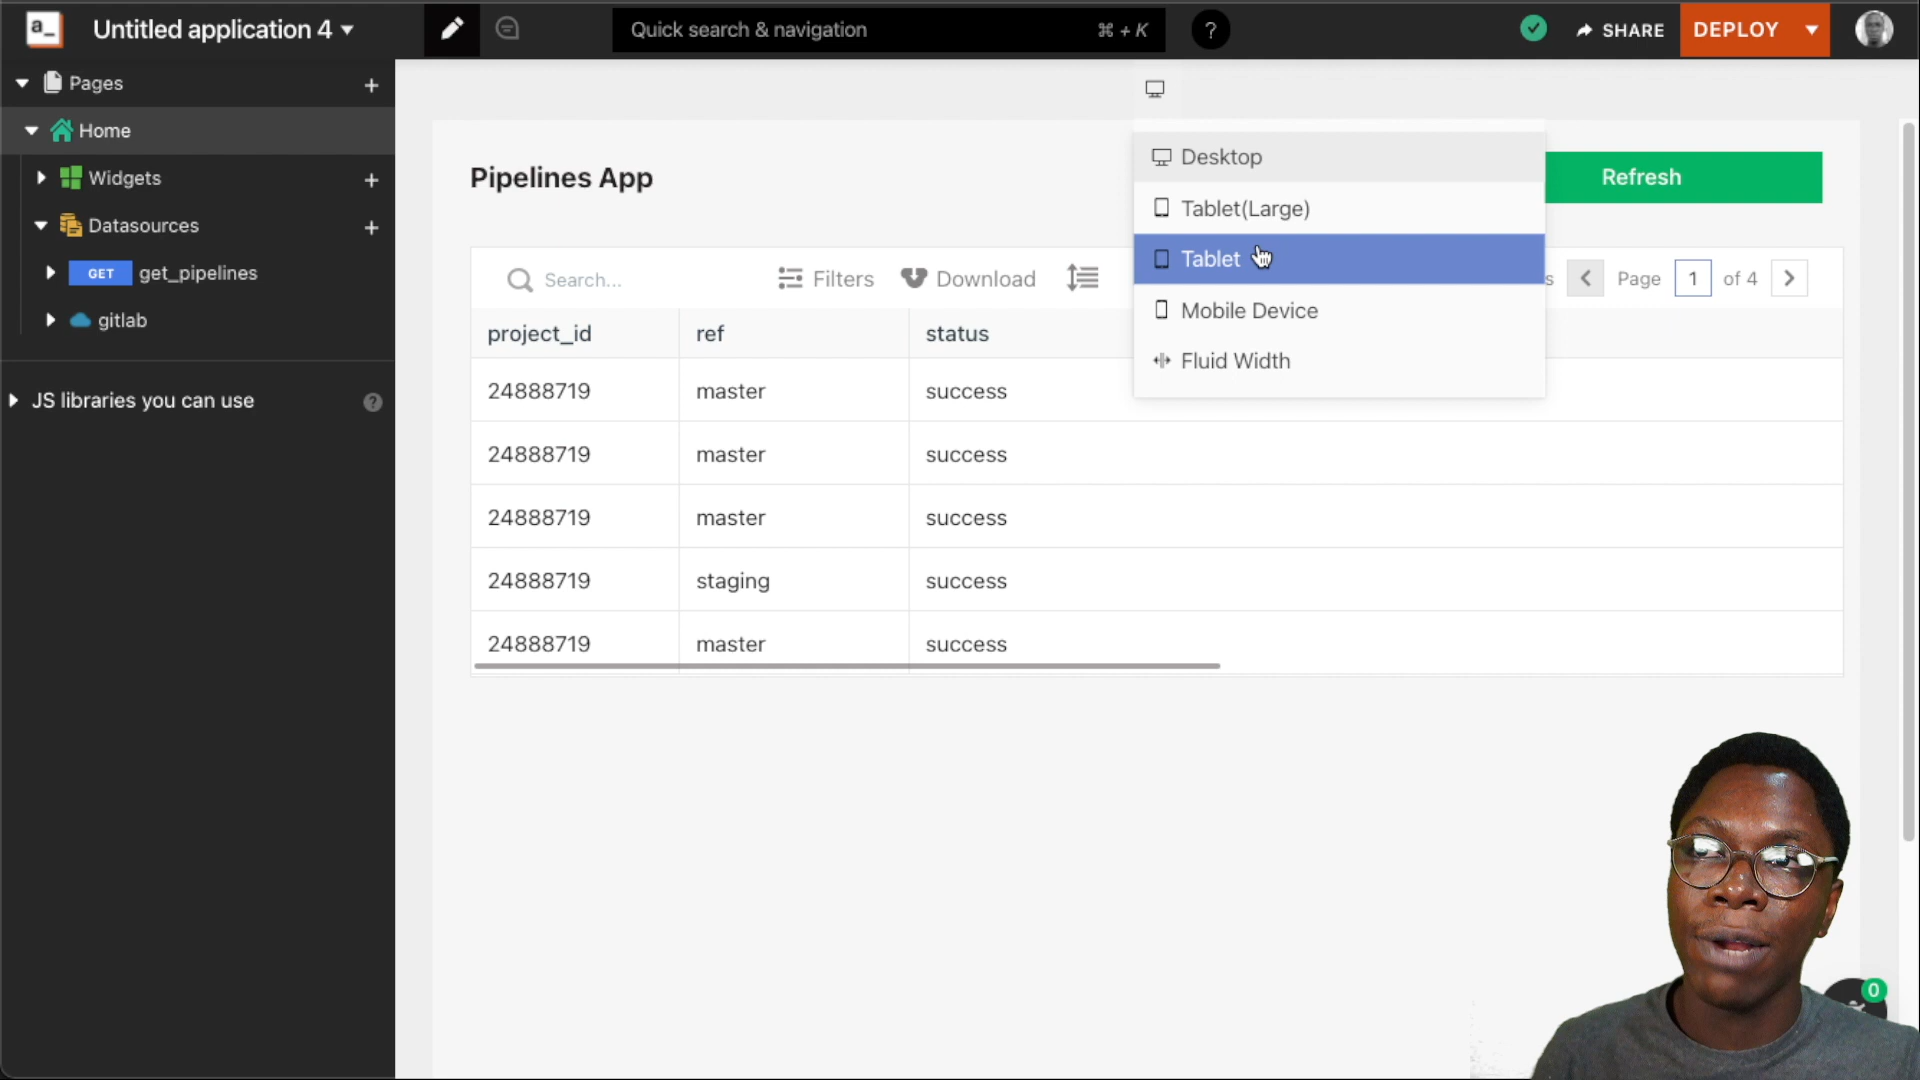 a_
Untitled application 4
Quick search & navigation
⌘ + K
?
SHARE
DEPLOY
Pages
+
Home
Widgets
+
Datasources
+
GET get_pipelines
gitlab
JS libraries you can use
?
Pipelines App
Refresh
Desktop
Tablet(Large)
Tablet
Mobile Device
Fluid Width
Search...
Filters
Download
s
Page 1 of 4
project_id ref status
24888719 master success
24888719 master success
24888719 master success
24888719 staging success
24888719 master success
0